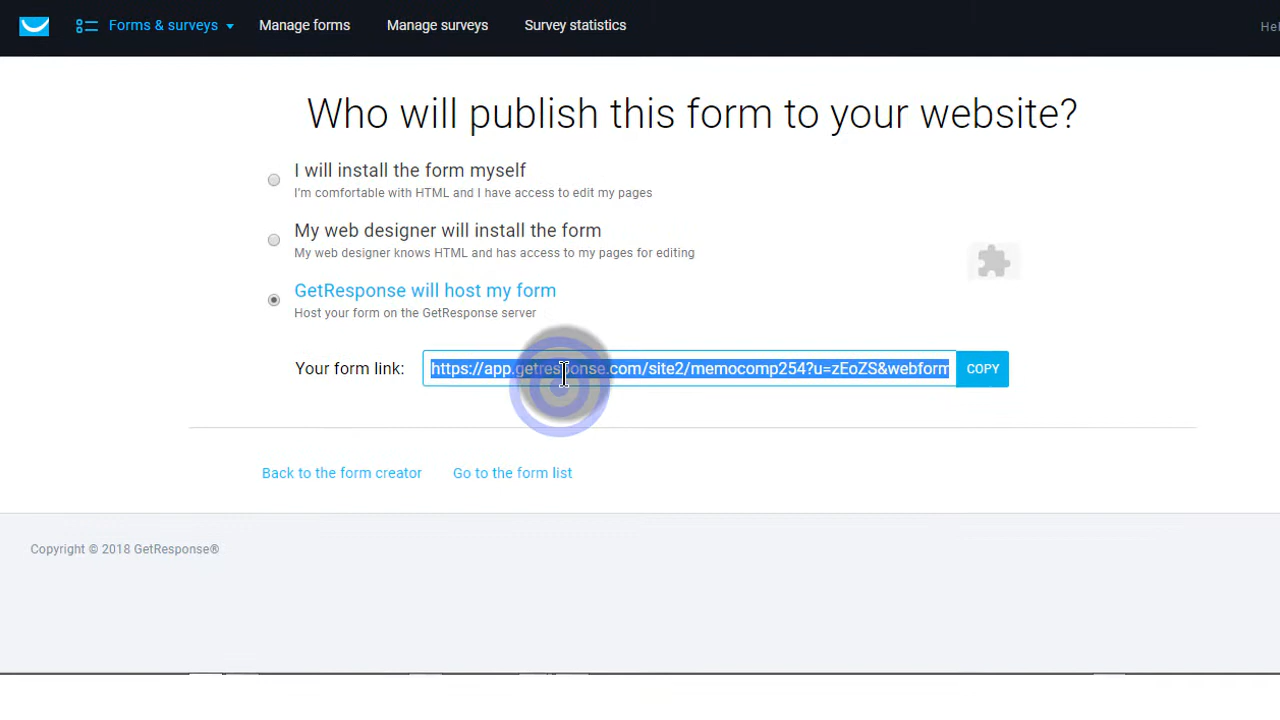 Forms & surveys Manage forms Manage surveys Survey statistics
Who will publish this form to your website?
I will install the form myself
I'm comfortable with HTML and I have access to edit my pages
My web designer will install the form
My web designer knows HTML and has access to my pages for editing
GetResponse will host my form
Host your form on the GetResponse server
Your form link: https://app.getresponse.com/site2/memocomp254?u=zEoZS&webform COPY
Back to the form creator Go to the form list
Copyright © 2018 GetResponse®